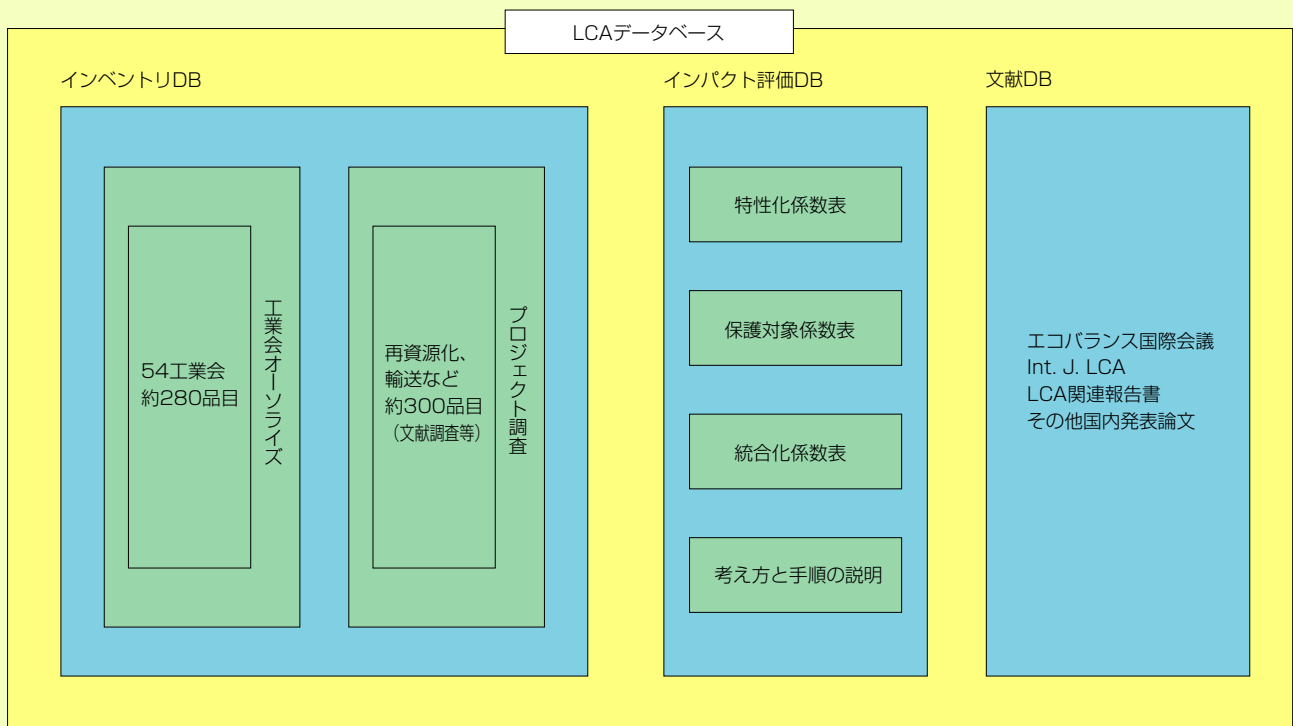 LCAデータベース
インベントリDB
54工業会
約280品目
工業会オーソライズ
再資源化、
輸送など
約300品目
（文献調査等）
プロジェクト調査
インパクト評価DB
特性化係数表
保護対象係数表
統合化係数表
考え方と手順の説明
文献DB
エコバランス国際会議
Int. J. LCA
LCA関連報告書
その他国内発表論文